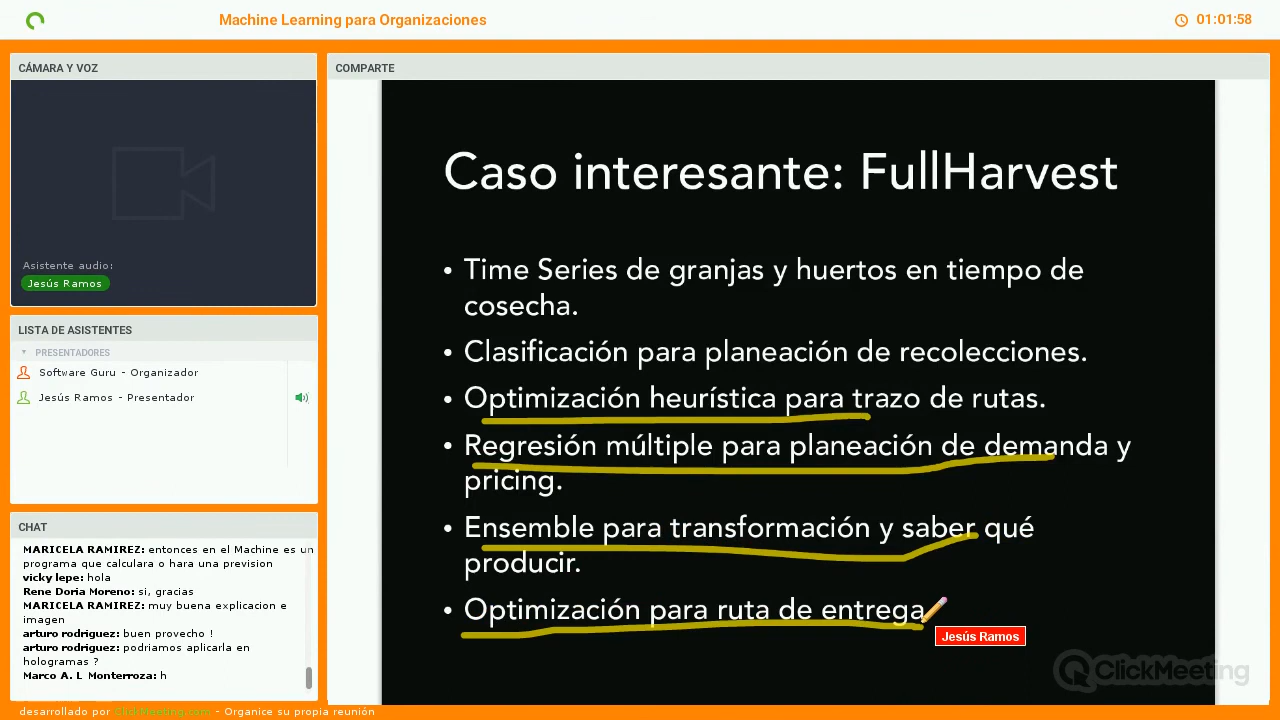 Machine Learning para Organizaciones
01:01:58
CÁMARA Y VOZ
Asistente audio:
Jesús Ramos
LISTA DE ASISTENTES
PRESENTADORES
Software Guru - Organizador
Jesús Ramos - Presentador
CHAT
MARICELA RAMIREZ: entonces en el Machine es un
programa que calculara o hara una prevision
vicky lepe: hola
Rene Doria Moreno: si, gracias
MARICELA RAMIREZ: muy buena explicacion e
imagen
arturo rodriguez: buen provecho !
arturo rodriguez: podriamos aplicarla en
hologramas ?
Marco A. L Monterroza: h
COMPARTE
Caso interesante: FullHarvest
• Time Series de granjas y huertos en tiempo de
cosecha.
• Clasificación para planeación de recolecciones.
• Optimización heurística para trazo de rutas.
• Regresión múltiple para planeación de demanda y
pricing.
• Ensemble para transformación y saber qué
producir.
• Optimización para ruta de entrega
Jesús Ramos
ClickMeeting
desarrollado por ClickMeeting.com - Organice su propia reunión